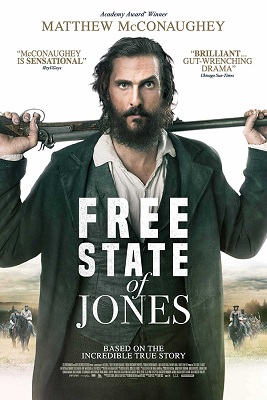 Academy Award® Winner
MATTHEW McCONAUGHEY
"McCONAUGHEY
IS SENSATIONAL"
HeyUGuys
"BRILLIANT...
GUT-WRENCHING
DRAMA"
Chicago Sun-Times
FREE
STATE
of
JONES
BASED ON THE
INCREDIBLE TRUE STORY